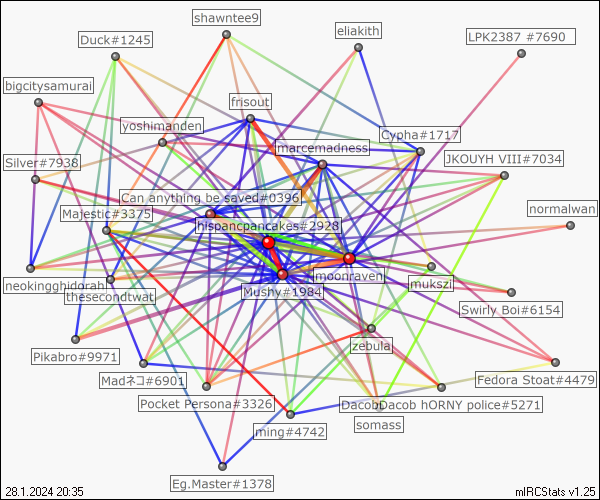 shawntee9
eliakith
LPK2387 #7690
Duck#1245
bigcitysamurai
frisout
yoshimanden
Cypha#1717
marcemadness
JKOUYH VIII#7034
Silver#7938
Can anything be saved#0396
Majestic#3375
normalwan
hispancpancakes#2928
neokingghidorah
thesecondtwat
moonraven
mukszi
Mushy#1984
Swirly Boi#6154
zebula
Pikabro#9971
Madネコ#6901
Fedora Stoat#4479
Pocket Persona#3326
DacobDacob hORNY police#5271
somass
ming#4742
Eg.Master#1378
28.1.2024 20:35
mIRCStats v1.25